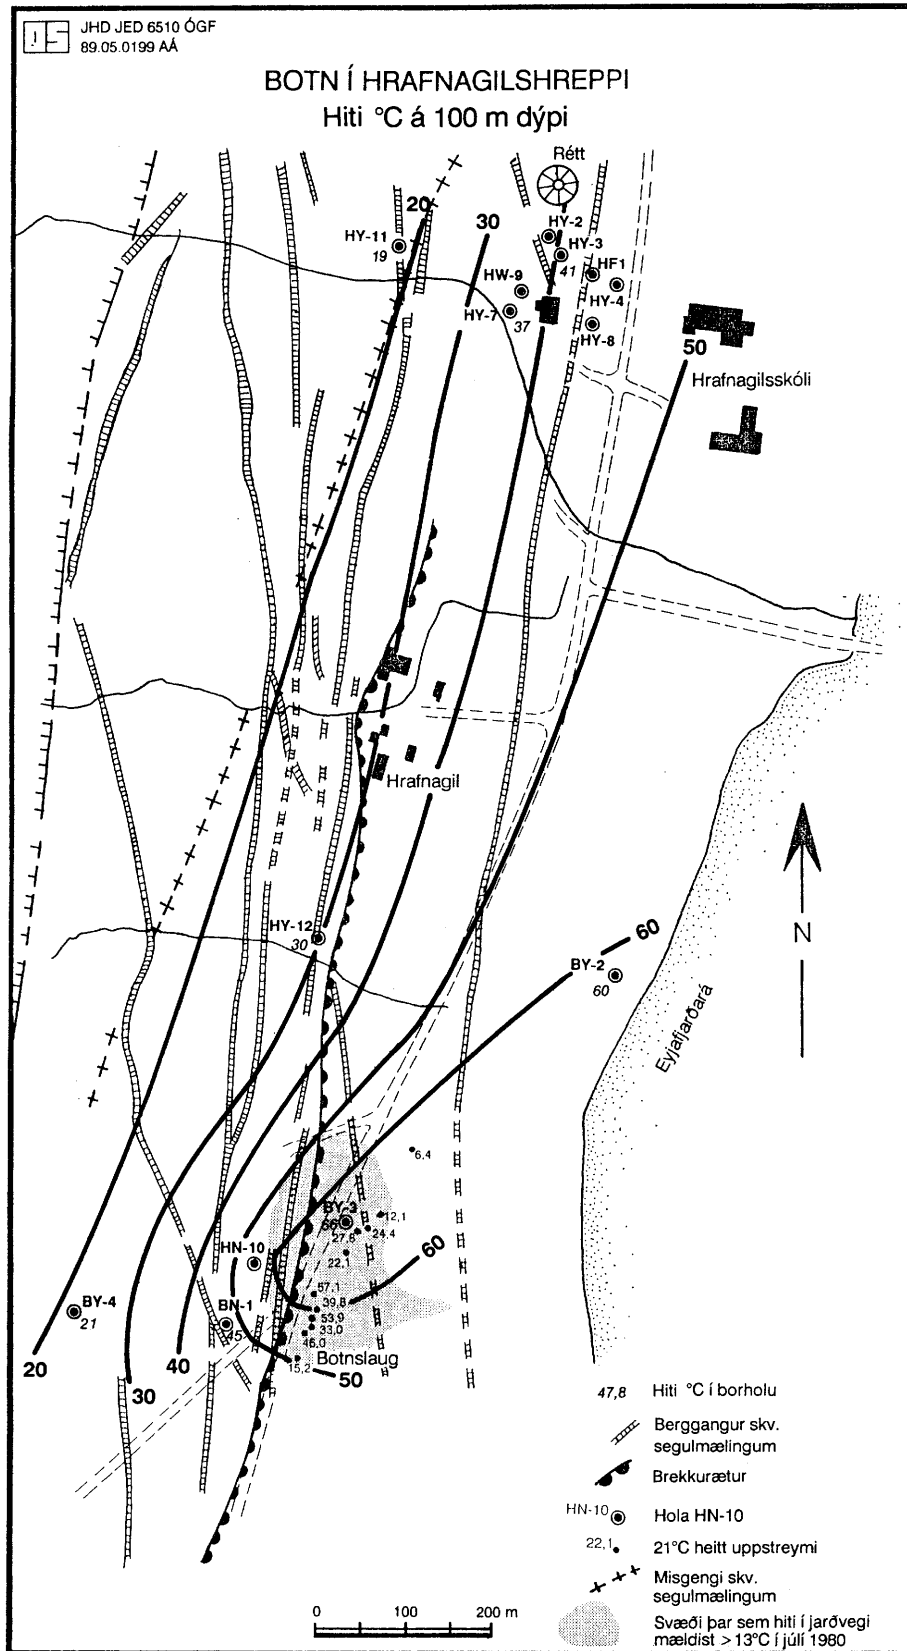 JHD JED 6510 ÓGF
89.05.0199 AÁ
BOTN Í HRAFNAGILSHREPPI
Hiti °C á 100 m dýpi
Rétt
20
30
HY-2
HY-11
19
HY-3
41
HF1
HW-9
HY-4
HY-7
37
HY-8
50
Hrafnagilsskóli
Hrafnagil
N
HY-12
30
60
BY-2
60
Eyjafjarðará
6,4
BY-3
66
12,1
27,6
24,4
22,1
HN-10
60
57,1
39,8
BY-4
21
BN-1
45
53,9
33,0
46,0
Botnslaug
15,2
20
30
40
50
47,8 Hiti °C í borholu
Berggangur skv.
segulmælingum
Brekkurætur
HN-10 Hola HN-10
22,1 21°C heitt uppstreymi
Misgengi skv.
segulmælingum
Svæði þar sem hiti í jarðvegi
mældist > 13°C í júlí 1980
0 100 200 m